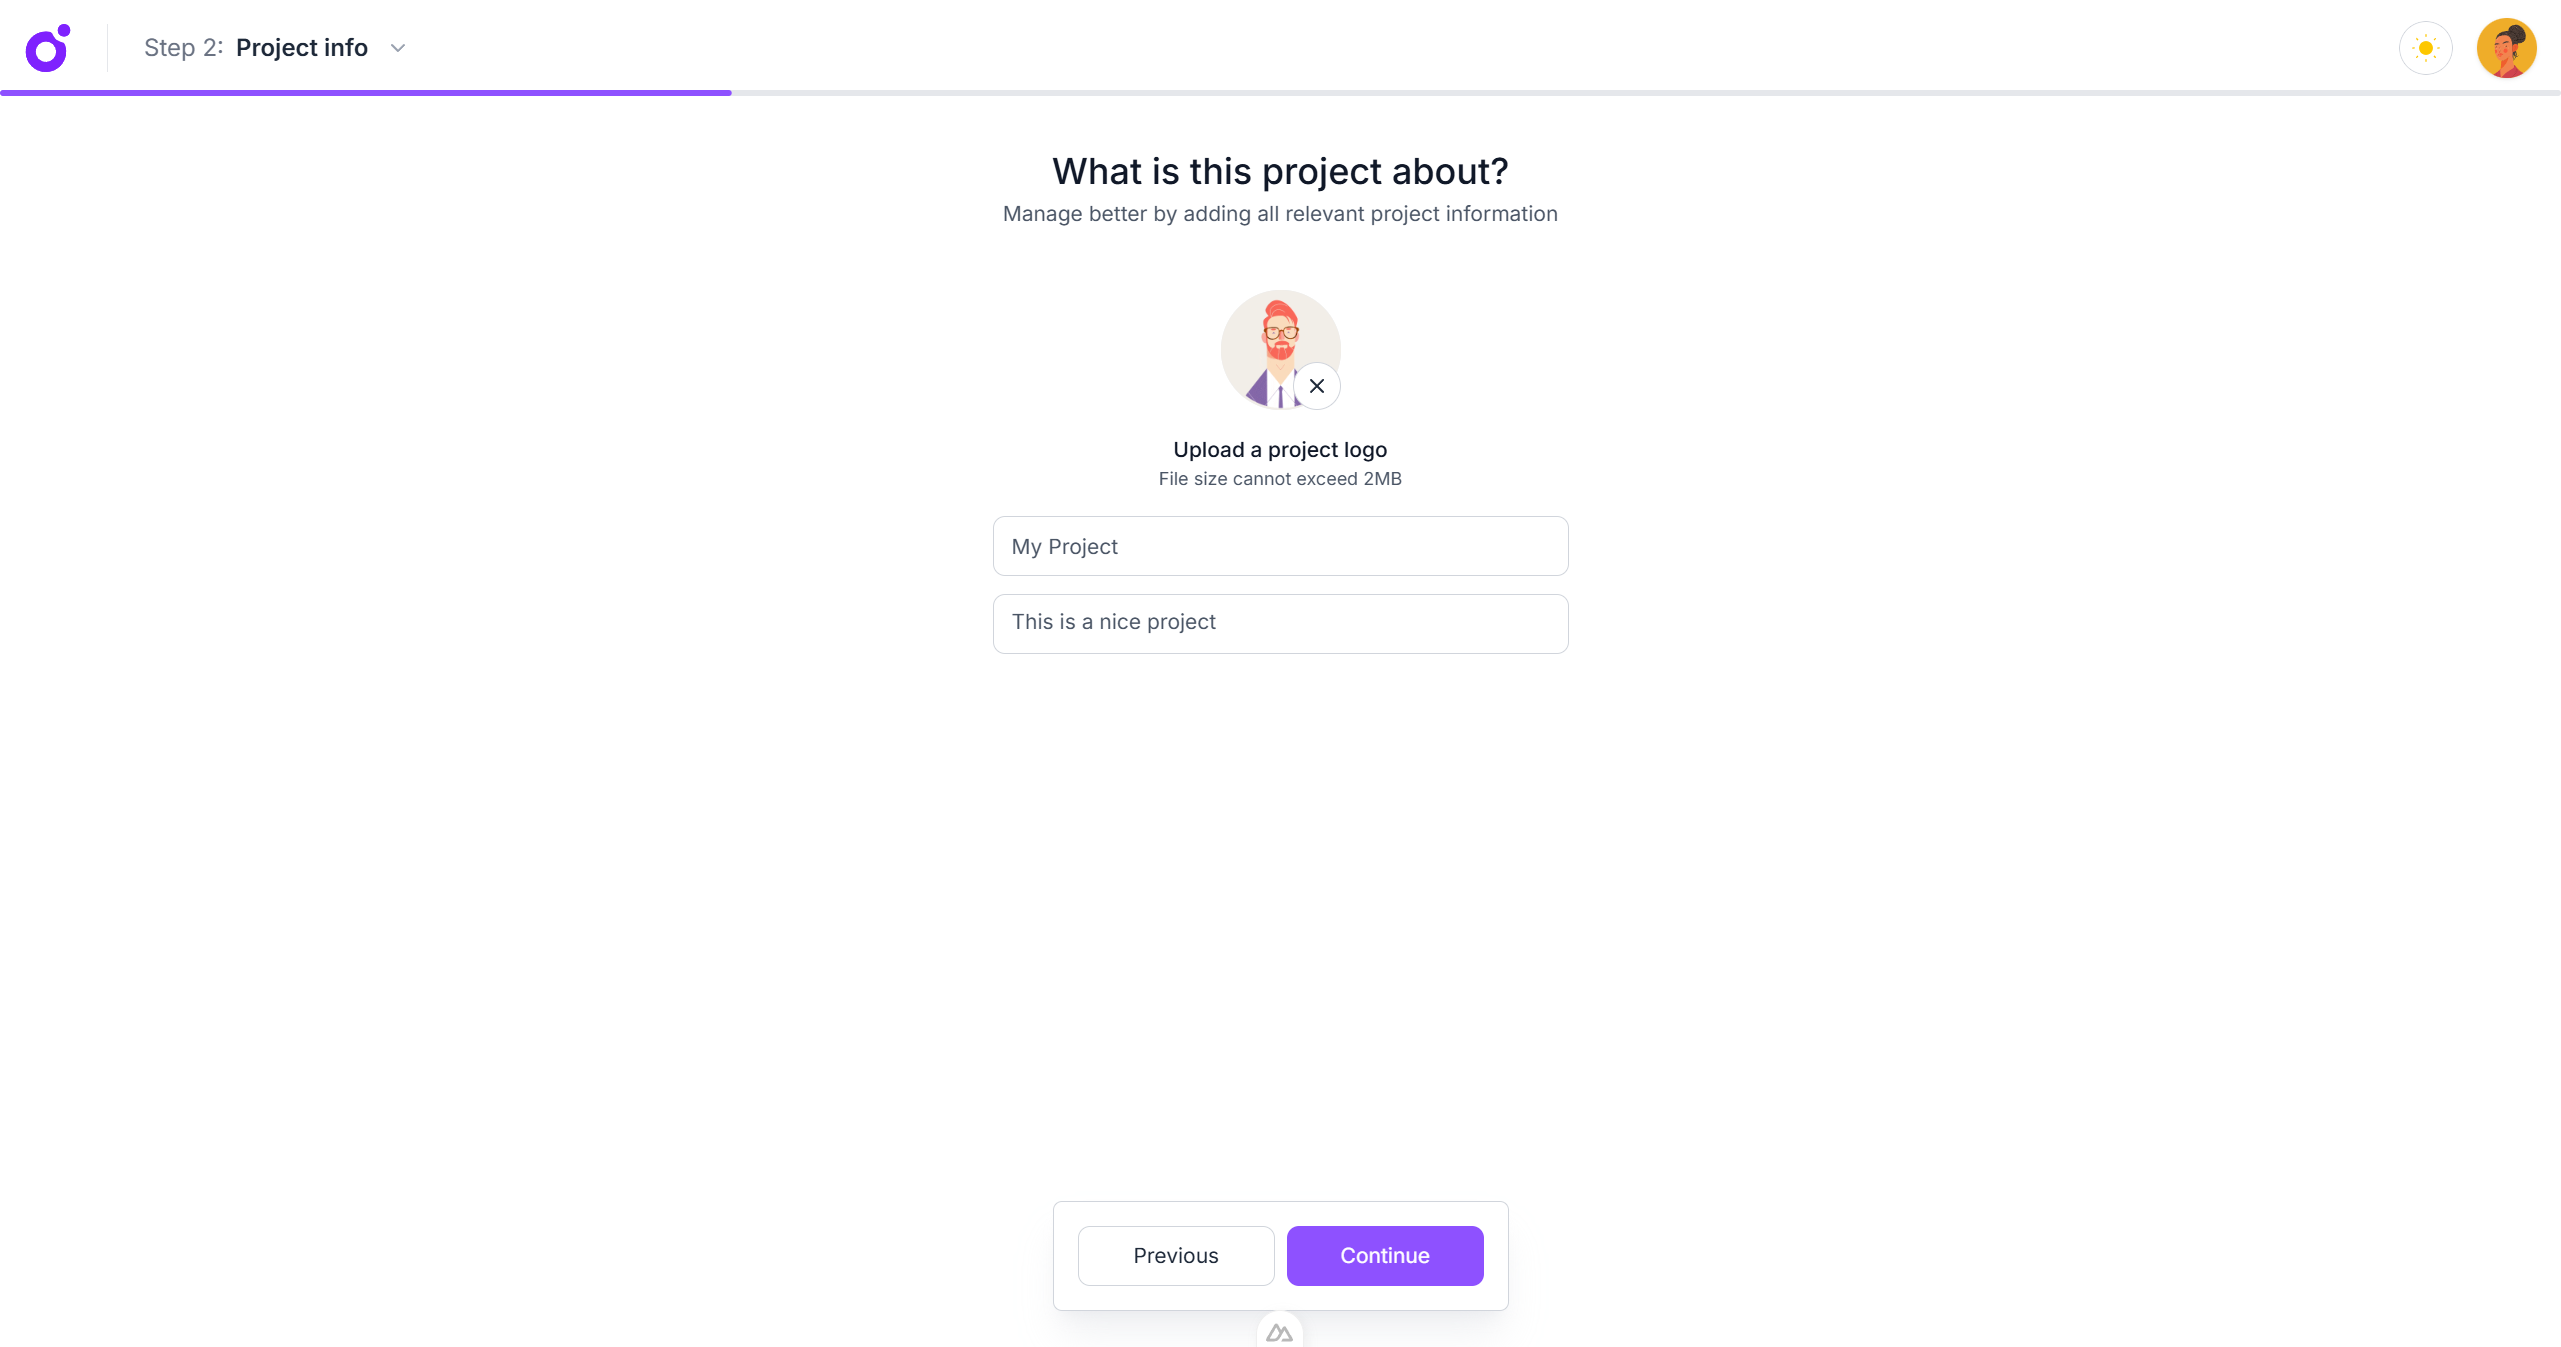 Step 2: Project info
What is this project about?
Manage better by adding all relevant project information
Upload a project logo
File size cannot exceed 2MB
My Project
This is a nice project
Previous
Continue